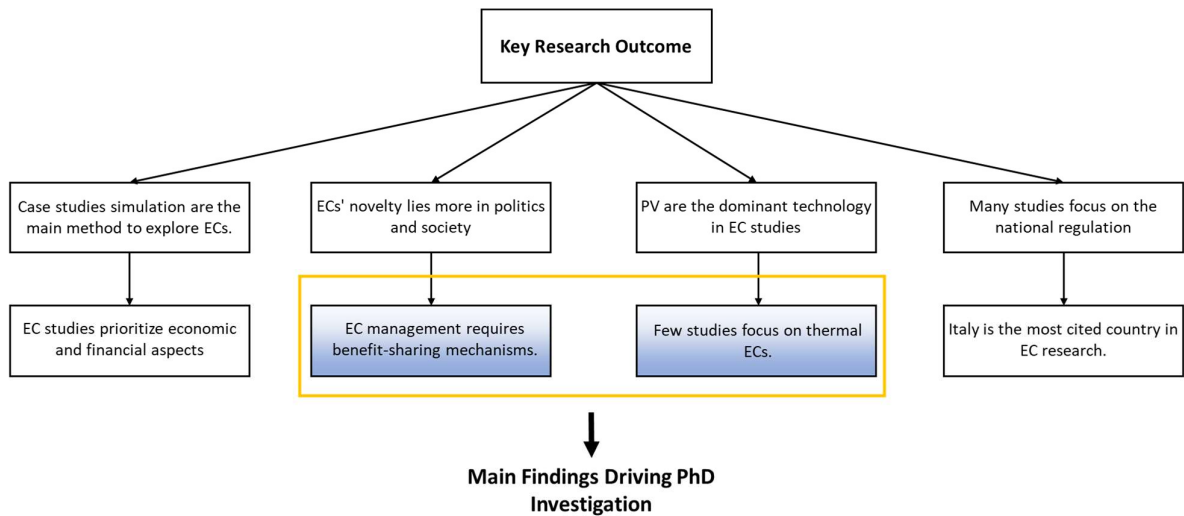 Key Research Outcome
Case studies simulation are the
main method to explore ECs.
ECs' novelty lies more in politics
and society
PV are the dominant technology
in EC studies
Many studies focus on the
national regulation
EC studies prioritize economic
and financial aspects
EC management requires
benefit-sharing mechanisms.
Few studies focus on thermal
ECs.
Italy is the most cited country in
EC research.
Main Findings Driving PhD
Investigation